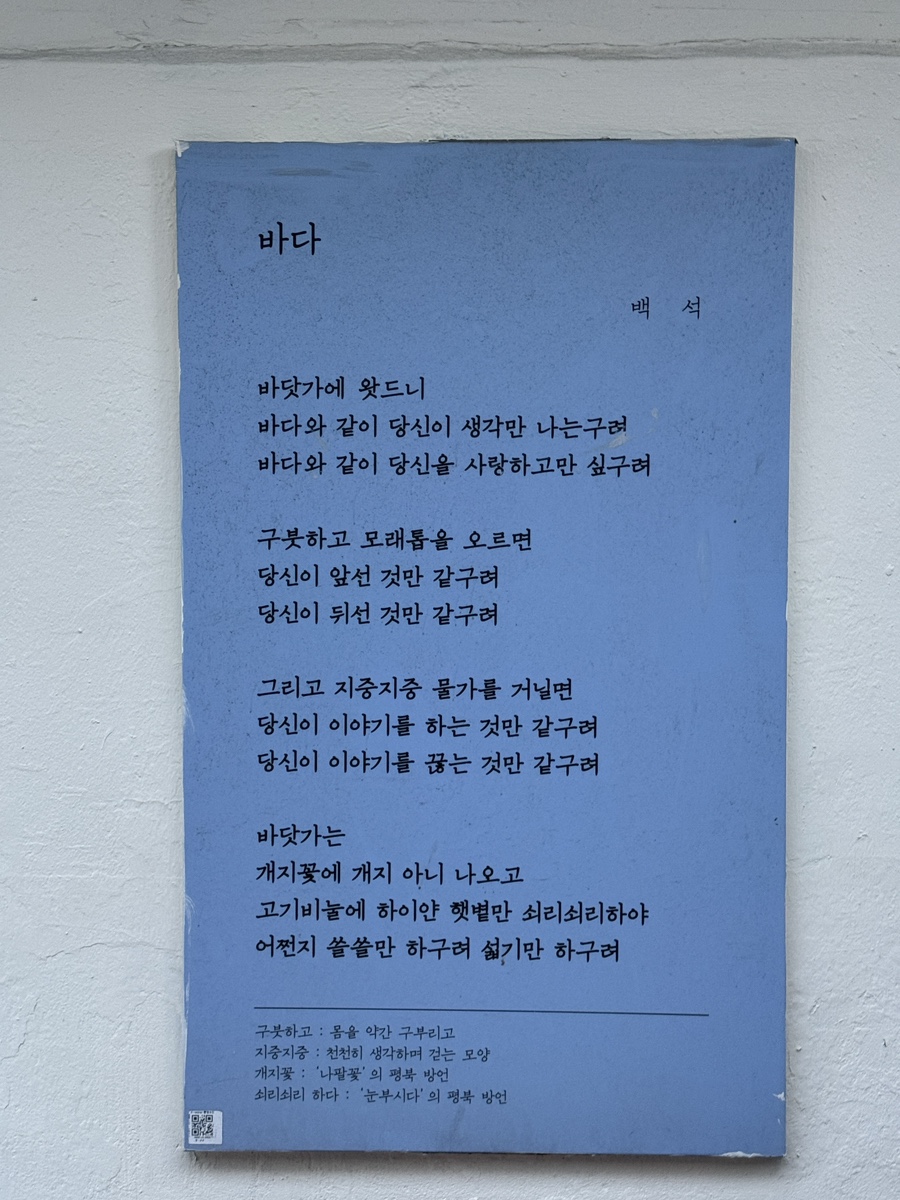 바다
백 석
바닷가에 왓드니
바다와 같이 당신이 생각만 나는구려
바다와 같이 당신을 사랑하고만 싶구려
구붓하고 모래톱을 오르면
당신이 앞선 것만 같구려
당신이 뒤선 것만 같구려
그리고 지중지중 물가를 거닐면
당신이 이야기를 하는 것만 같구려
당신이 이야기를 끊는 것만 같구려
바닷가는
개지꽃에 개지 아니 나오고
고기비눌에 하이얀 햇볕만 쇠리쇠리하야
어쩐지 쓸쓸만 하구려 섧기만 하구려
구붓하고 : 몸을 약간 구부리고
지중지중 : 천천히 생각하며 걷는 모양
개지꽃 : '나팔꽃'의 평북 방언
쇠리쇠리 하다 : '눈부시다'의 평북 방언